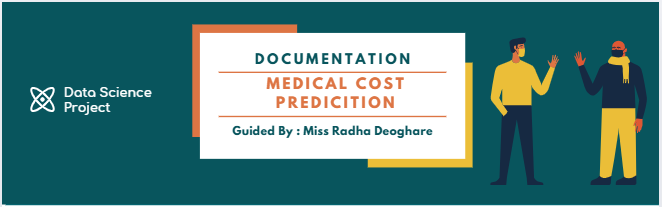 Data Science
Project
DOCUMENTATION
MEDICAL COST
PREDICITION
Guided By : Miss Radha Deoghare